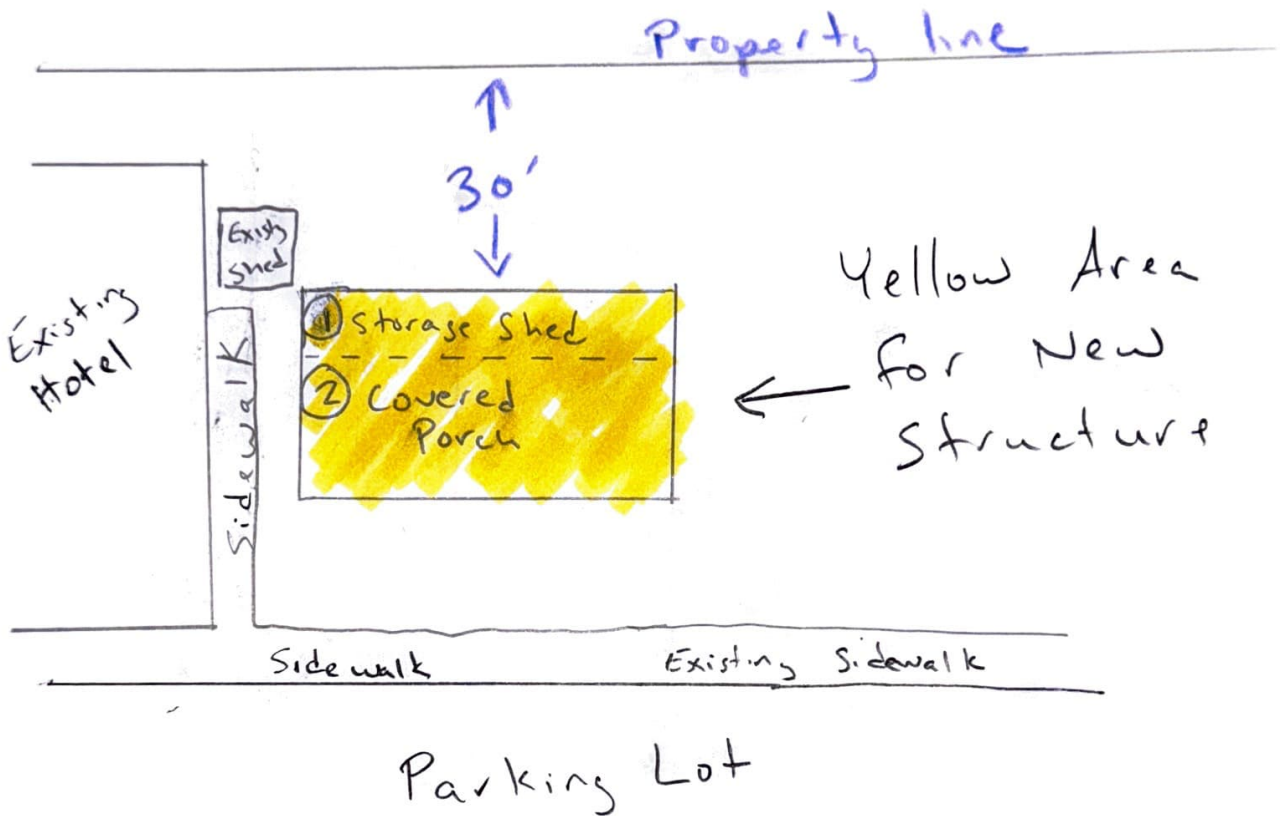 Property line
30'
Existg
Shed
Existing
Hotel
Sidewalk
① Storage Shed
② Covered
Porch
Yellow Area
for New
Structure
Sidewalk
Existing Sidewalk
Parking Lot